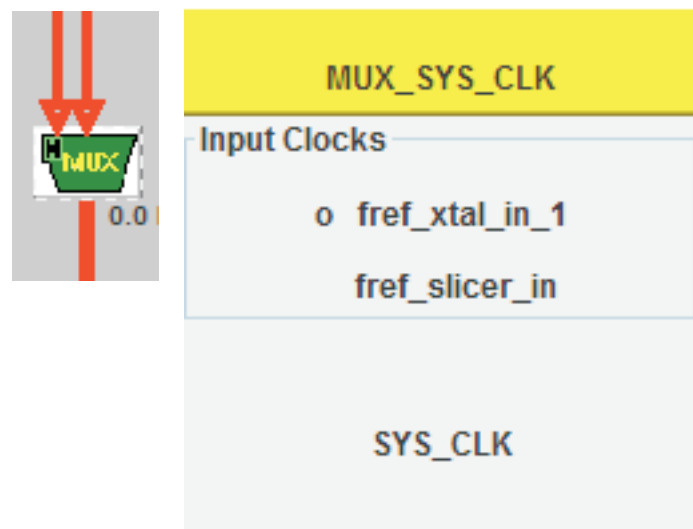 MUX
0.0
MUX_SYS_CLK
Input Clocks
o fref_xtal_in_1
fref_slicer_in
SYS_CLK